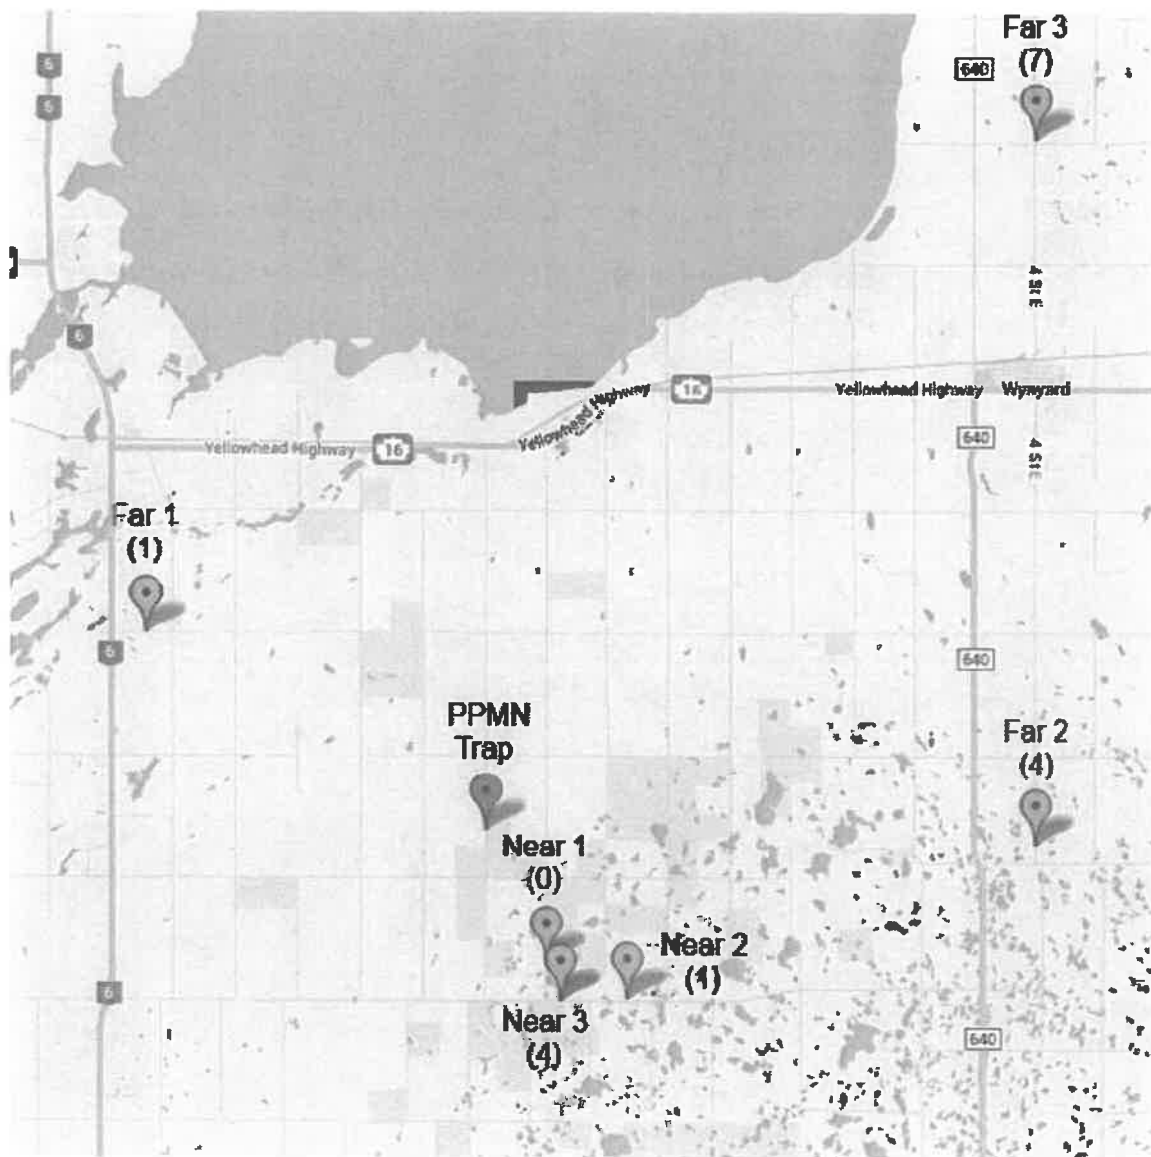 Far 3
(7)
6
640
6
4 St E
6
16
Yellowhead Highway
Yellowhead Highway
Wynyard
Yellowhead Highway
16
640
4 St E
Far 1
(1)
6
640
PPMN
Trap
Far 2
(4)
Near 1
(0)
Near 2
(1)
6
Near 3
(4)
640